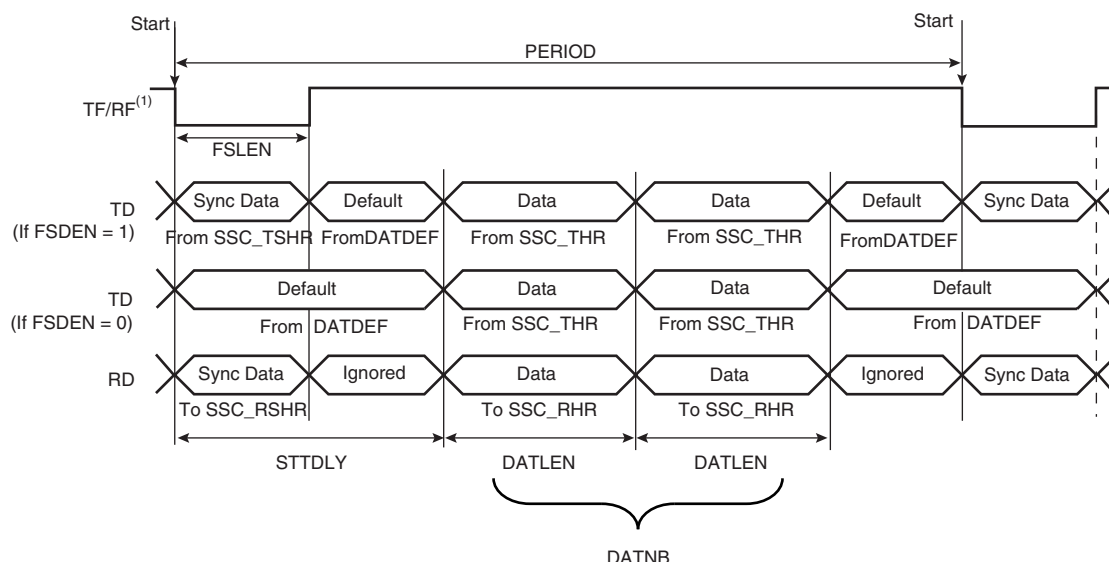 Start
Start
PERIOD
TF/RF(1)
FSLEN
TD
(If FSDEN = 1)
Sync Data
Default
Data
Data
Default
Sync Data
From SSC_TSHR
FromDATDEF
From SSC_THR
From SSC_THR
FromDATDEF
TD
(If FSDEN = 0)
Default
Data
Data
Default
From DATDEF
From SSC_THR
From SSC_THR
From DATDEF
RD
Sync Data
Ignored
Data
Data
Ignored
Sync Data
To SSC_RSHR
To SSC_RHR
To SSC_RHR
STTDLY
DATLEN
DATLEN
DATNB